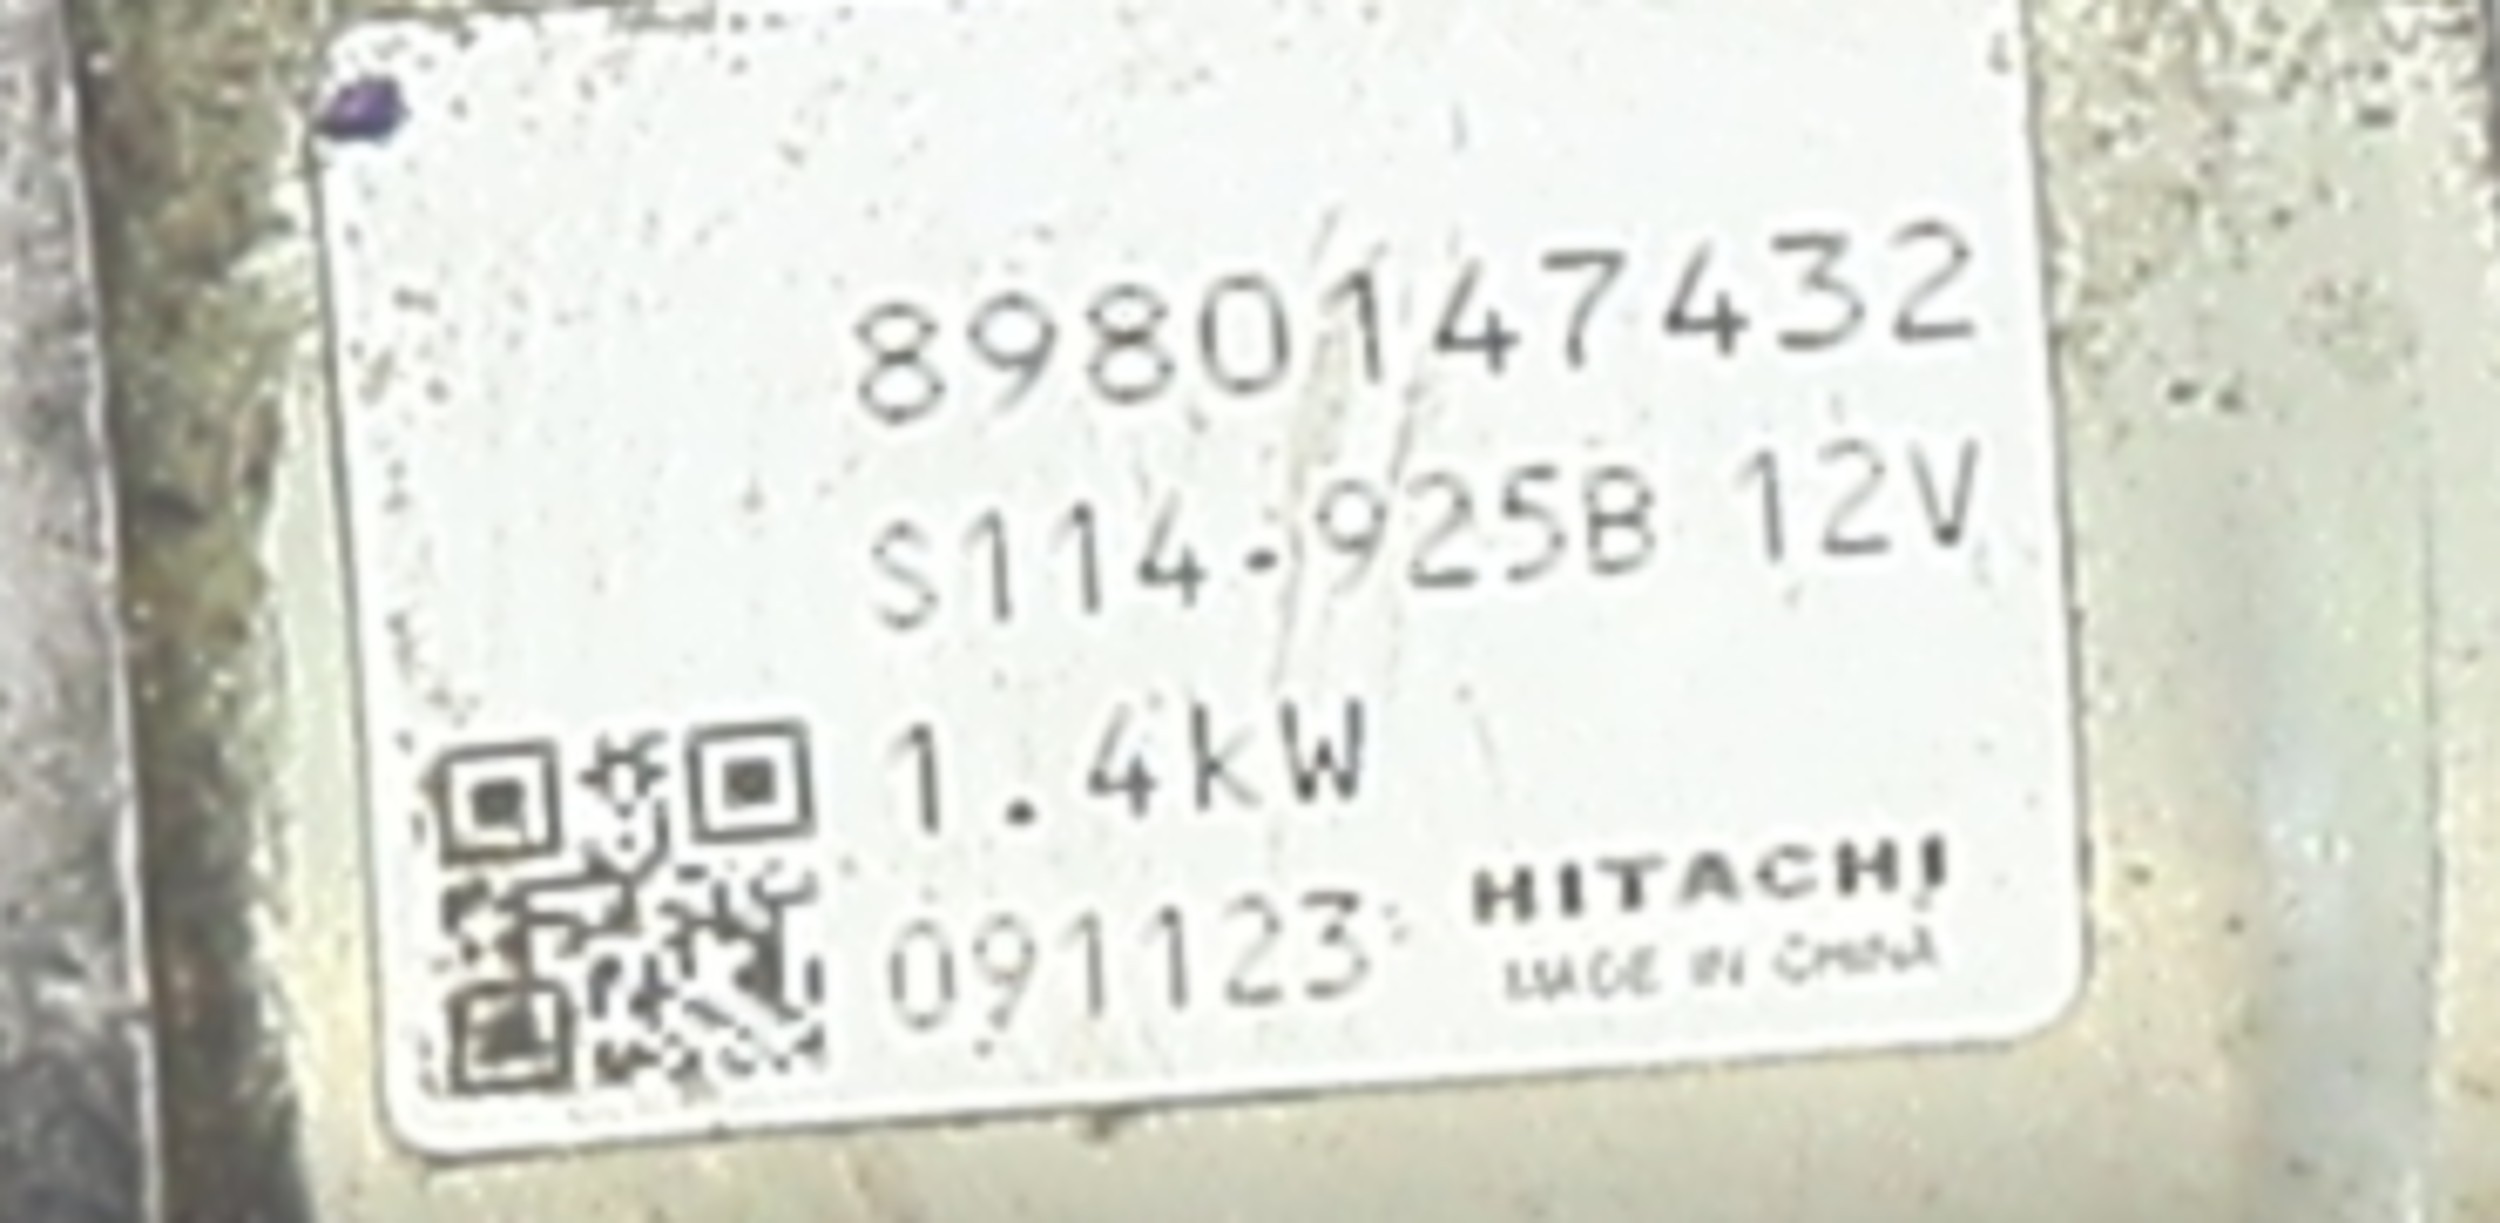 8980147432
S114-925B 12V
1.4kW
091123
HITACHI
MADE IN CHINA